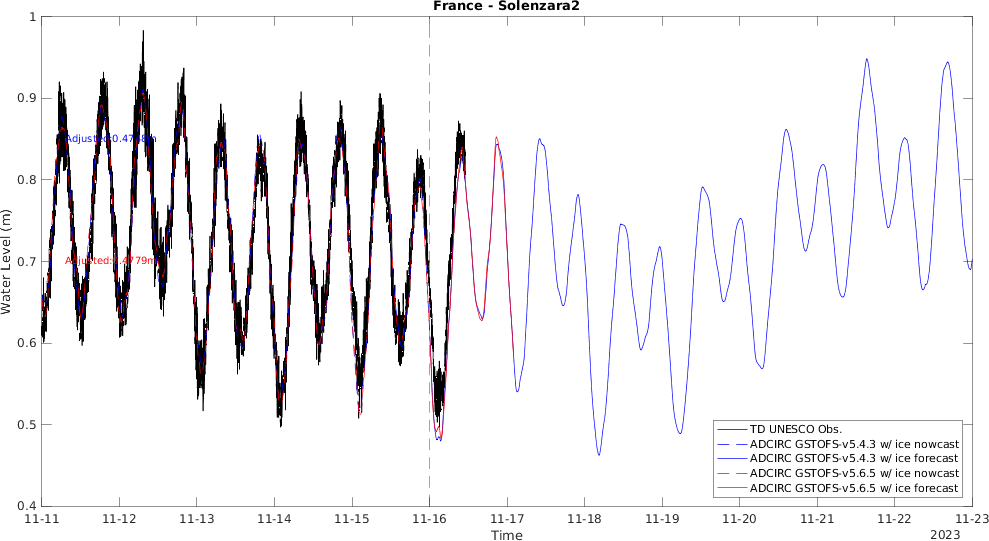 France - Solenzara2
Water Level (m)
1
0.9
0.8
0.7
0.6
0.5
0.4
Adjusted:
Adjusted:
TD UNESCO Obs.
ADCIRC GSTOFS-v5.4.3 w/ ice nowcast
ADCIRC GSTOFS-v5.4.3 w/ ice forecast
ADCIRC GSTOFS-v5.6.5 w/ ice nowcast
ADCIRC GSTOFS-v5.6.5 w/ ice forecast
11-11 11-12 11-13 11-14 11-15 11-16 11-17 11-18 11-19 11-20 11-21 11-22 11-23
Time
2023